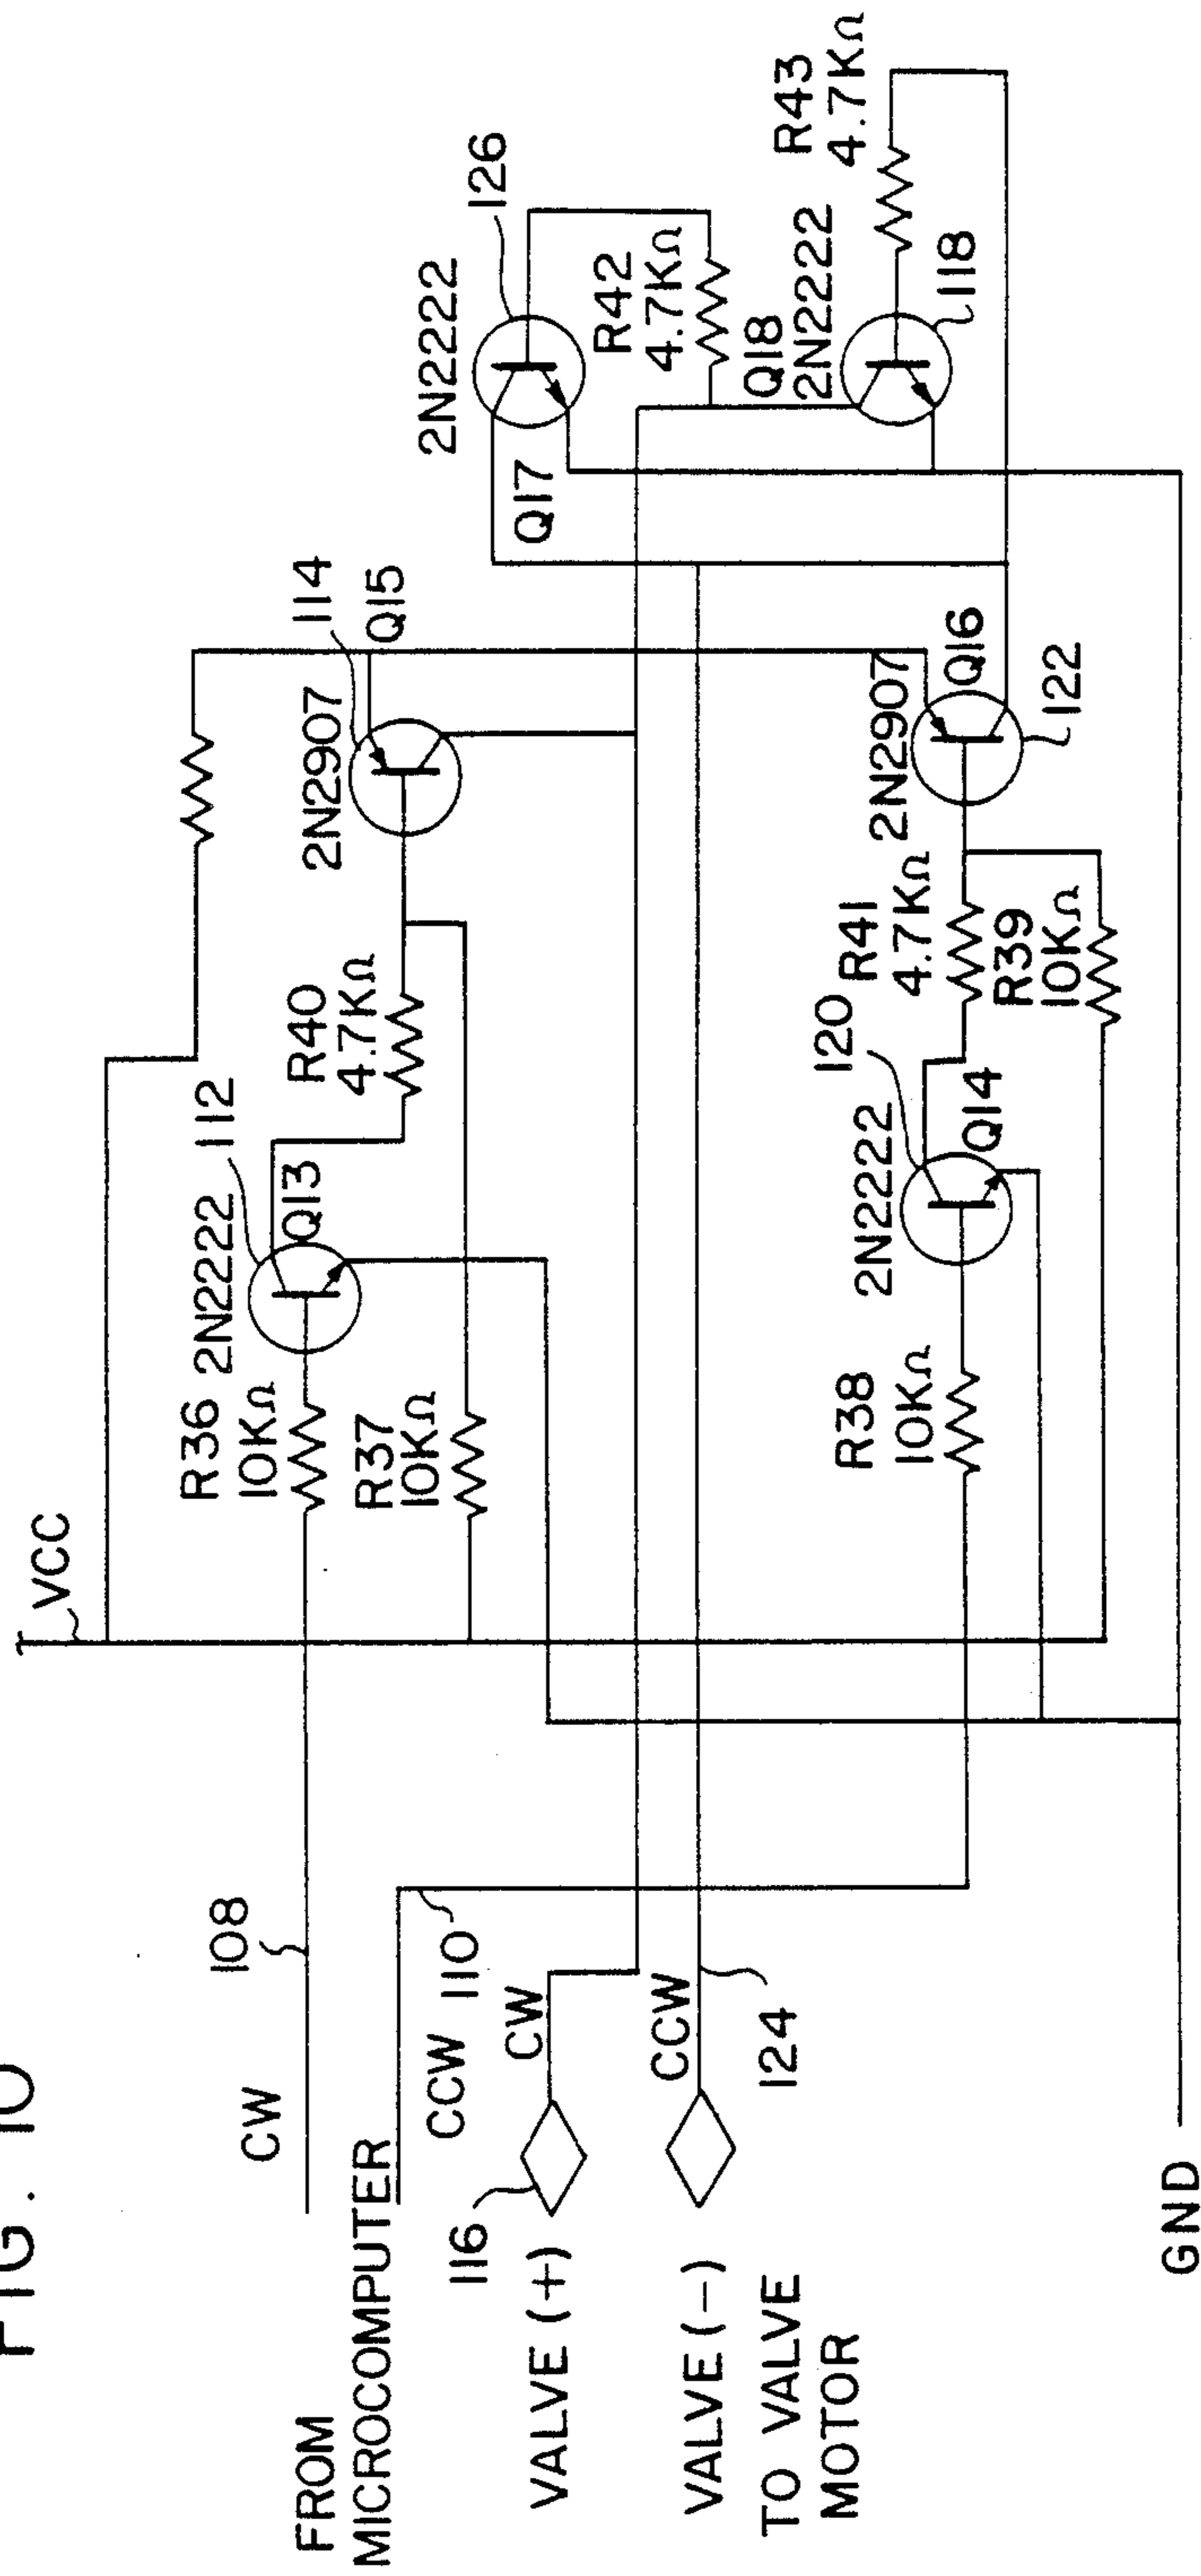 FIG. 10
VCC
CW
108
R36
10KΩ
2N2222
112
Q13
R40
4.7KΩ
R37
10KΩ
2N2907
114
Q15
2N2222
126
Q17
R42
4.7KΩ
Q18
2N2222
118
R43
4.7KΩ
FROM
MICROCOMPUTER
CCW
110
116
CW
VALVE (+)
CCW
124
VALVE (-)
TO VALVE
MOTOR
R38
10KΩ
2N2222
120
Q14
R41
4.7KΩ
R39
10KΩ
2N2907
Q16
122
GND